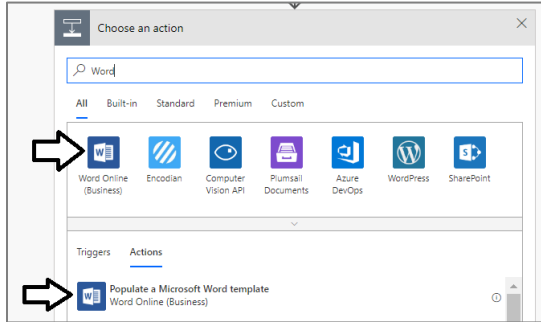 Choose an action
Word
All Built-in Standard Premium Custom
Word Online (Business)
Encodian
Computer Vision API
Plumsail Documents
Azure DevOps
WordPress
SharePoint
Triggers Actions
Populate a Microsoft Word template
Word Online (Business)